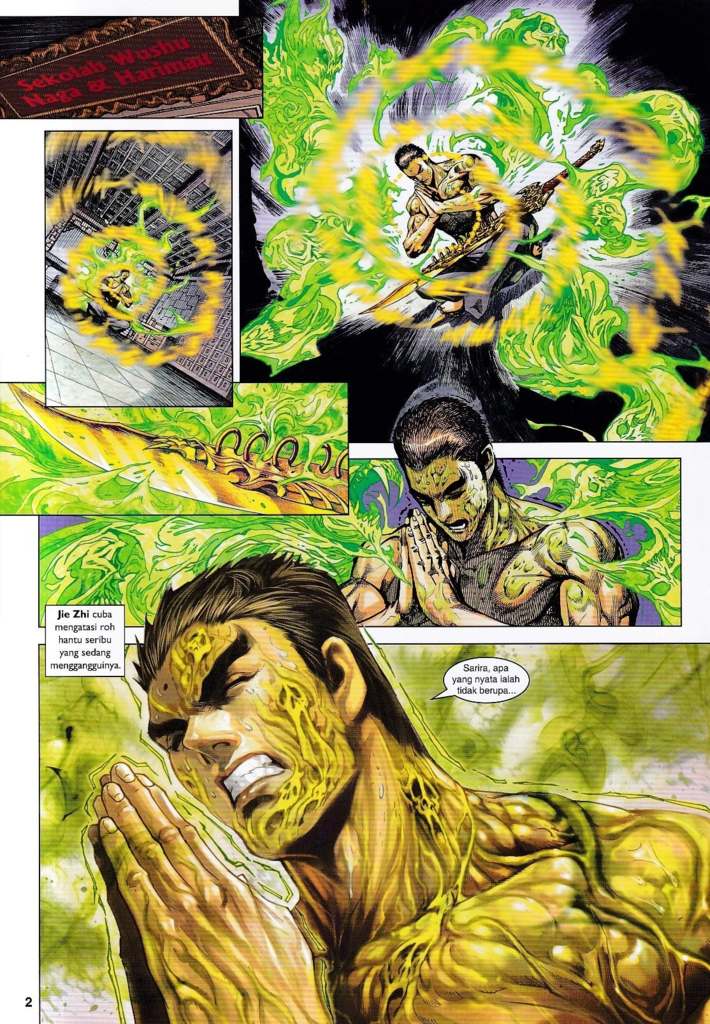 Sekolah Wushu
Naga & Harimau
Jie Zhi cuba
mengatasi roh
hantu seribu
yang sedang
menggangguinya.
Sarira, apa
yang nyata ialah
tidak berupa...
2